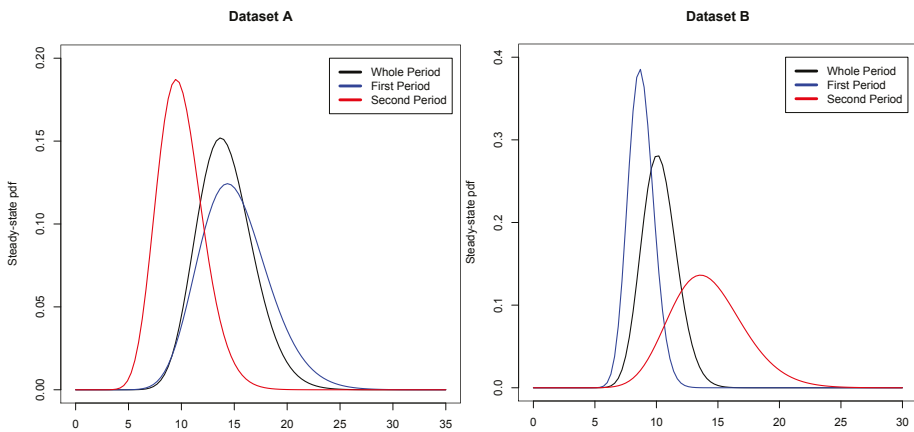 Dataset A
Steady-state pdf
0.20
0.15
0.10
0.05
0.00
0
5
10
15
20
25
30
35
Whole Period
First Period
Second Period
Dataset B
Steady-state pdf
0.4
0.3
0.2
0.1
0.0
0
5
10
15
20
25
30
Whole Period
First Period
Second Period